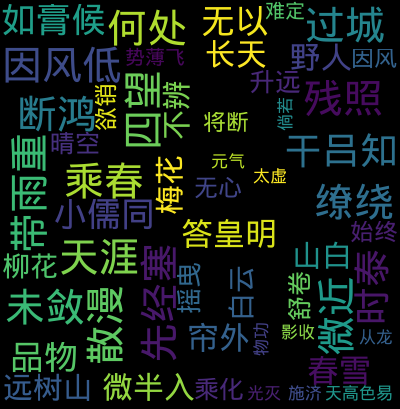 如膏候
何处
无以
难定
过城
因风低
势薄飞
长天
野人
因风
断鸿
欲销
四望
不辨
升远
残照
倘若
晴空
将断
干吕知
带雨重
乘春
梅花
元气
太虚
无心
缭绕
小儒同
答皇明
始终
柳花
天涯
先经塞
摇曳
白云
舒卷
山白
微近
时泰
未敛
散漫
帘外
物功
影收
从龙
品物
春雪
远树山
微半入
乘化
光灭
施济
天高色易